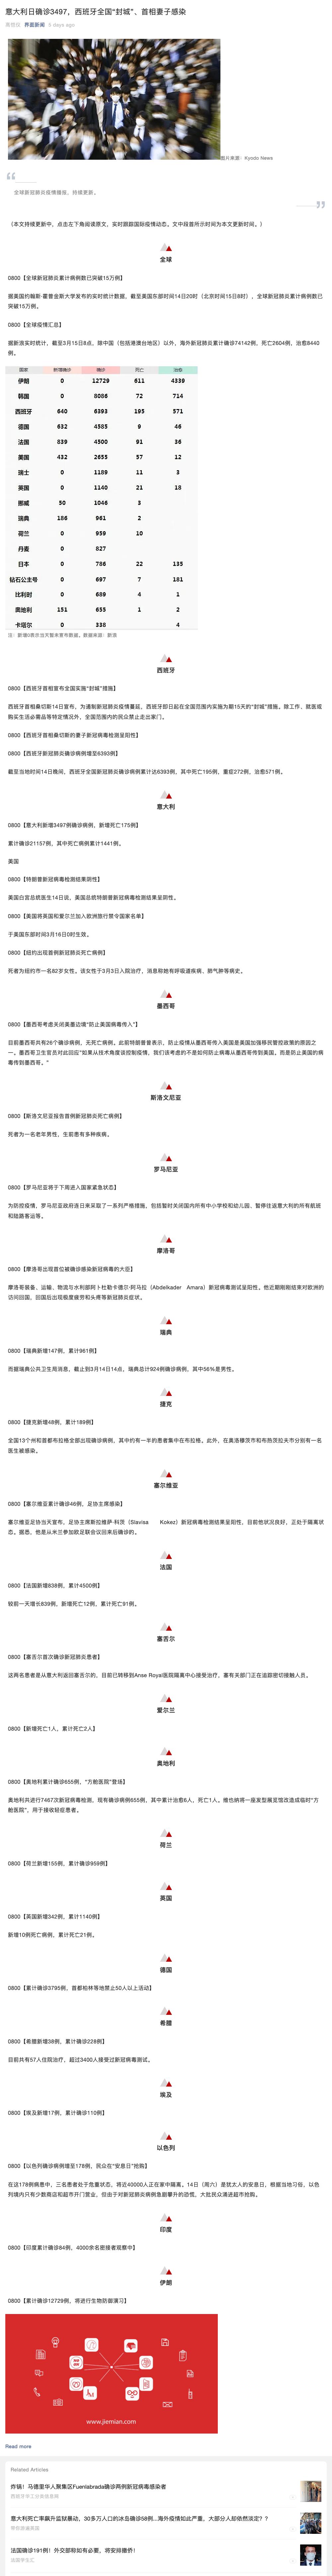 意大利日确诊3497，西班牙全国"封城"、首相妻子感染
界面新闻 6 days ago
图片来源：Kyodo News
全球新冠肺炎疫情播报，持续更新。
（本文持续更新中，点击左下角阅读原文，实时跟踪国际疫情动态。文中段首所示时间为本文更新时间。）
全球
0800【全球新冠肺炎累计病例数已突破15万例】
据美国约翰斯·霍普金斯大学发布的实时统计数据，截至美国东部时间14日20时（北京时间15日8时），全球新冠肺炎累计病例数已
突破15万例。
0800【全球疫情汇总】
据新浪实时统计，截至3月15日8点，除中国（包括港澳台地区）以外，海外新冠肺炎累计确诊74142例，死亡2604例，治愈8440
例。
国家 新增确诊 确诊 死亡 治愈
伊朗 0 12729 611 4339
韩国 0 8086 72 714
西班牙 640 6393 195 571
德国 632 4585 9 46
法国 839 4500 91 36
美国 432 2655 57 12
瑞士 0 1189 11 3
英国 0 1140 21 18
挪威 50 1046 3
瑞典 186 961 2
荷兰 0 959 10
丹麦 0 827
日本 0 786 22 135
钻石公主号 0 697 7 181
比利时 0 689 4 1
奥地利 151 655 1 2
卡塔尔 0 338 4
注：新增0表示当天暂未有数据。数据来源：新浪
西班牙
0800【西班牙首相宣布全国实施"封城"措施】
西班牙首相桑切斯14日宣布，为遏制新冠肺炎疫情蔓延，西班牙即日起在全国范围内实施为期15天的"封城"措施。除工作、就医或
购买生活必需品等特定情况外，全国范围内的民众禁止走出家门。
0800【西班牙首相桑切斯的妻子新冠病毒检测呈阳性】
0800【西班牙新冠肺炎确诊病例增至6393例】
截至当地时间14日晚间，西班牙全国新冠肺炎确诊病例累计达6393例，其中死亡195例，重症272例，治愈571例。
意大利
0800【意大利新增3497例确诊病例，新增死亡175例】
累计确诊21157例，其中死亡病例累计1441例。
美国
0800【特朗普新冠病毒检测结果阴性】
美国白宫总统医生14日说，美国总统特朗普新冠病毒检测结果呈阴性。
0800【美国将英国和爱尔兰加入欧洲旅行禁令国家名单】
于美国东部时间3月16日0时生效。
0800【纽约出现首例新冠肺炎死亡病例】
死者为纽约市一名82岁女性。该女性于3月3日入院治疗，消息称她有呼吸道疾病，肺气肿等病史。
墨西哥
0800【墨西哥考虑关闭美墨边境"防止美国病毒传入"】
目前墨西哥共有26个确诊病例，无死亡病例。此前特朗普曾表示，防止疫情从墨西哥传入美国是美国加强移民管控政策的原因之
一。墨西哥卫生官员对此回应"如果从技术角度谈控制疫情，我们该考虑的不是如何防止病毒从墨西哥传到美国。而是防止美国的病
毒传到墨西哥。"
斯洛文尼亚
0800【斯洛文尼亚报告首例新冠肺炎死亡病例】
死者为一名老年男性，生前患有多种疾病。
罗马尼亚
0800【罗马尼亚将于下周进入国家紧急状态】
为防控疫情，罗马尼亚政府连日来采取了一系列严格措施，包括暂时关闭国内所有中小学校和幼儿园、暂停往返意大利的所有航班
和陆路客运等。
摩洛哥
0800【摩洛哥出现首位被确诊感染新冠病毒的大臣】
摩洛哥装备、运输、物流与水利部阿卜杜勒卡德尔·阿马拉（Abdelkader Amara）新冠病毒测试呈阳性。他近期刚刚结束对欧洲的
访问回国，回国后出现极度疲劳和头疼等新冠肺炎症状。
瑞典
0800【瑞典新增147例，累计961例】
而据瑞典公共卫生局消息，截止到3月14日14点，瑞典总计924例确诊病例，其中56%是男性。
捷克
0800【捷克新增48例，累计189例】
全国13个州和首都布拉格全部出现确诊病例，其中约有一半的患者集中在布拉格。此外，在奥洛穆茨市和布热茨拉夫市分别有一名
医生被感染。
塞尔维亚
0800【塞尔维亚累计确诊46例，足协主席感染】
塞尔维亚足协当天宣布，足协主席斯拉维萨·科茨（Slavisa Kokez）新冠病毒检测结果呈阳性，目前他状况良好，正处于隔离状
态。据悉，他是从米兰参加欧足联会议回来后确诊的。
法国
0800【法国新增838例，累计4500例】
较前一天增长839例，新增死亡12例，累计死亡91例。
塞舌尔
0800【塞舌尔首次确诊新冠肺炎患者】
这两名患者是从意大利返回塞舌尔的，目前已转移到Anse Royal医院隔离中心接受治疗，塞有关部门正在追踪密切接触人员。
爱尔兰
0800【新增死亡1人，累计死亡2人】
奥地利
0800【奥地利累计确诊655例，"方舱医院"登场】
奥地利共进行7467次新冠病毒检测，现有确诊病例655例，其中累计治愈6人，死亡1人。维也纳将一座发型展览馆改造成临时"方
舱医院"，用于接收轻症患者。
荷兰
0800【荷兰新增155例，累计确诊959例】
英国
0800【英国新增342例，累计1140例】
新增10例死亡病例，累计死亡21例。
德国
0800【累计确诊3795例，首都柏林等地禁止50人以上活动】
希腊
0800【希腊新增38例，累计确诊228例】
目前共有57人住院治疗，超过3400人接受过新冠病毒测试。
埃及
0800【埃及新增17例，累计确诊110例】
以色列
0800【以色列确诊病例增至178例，民众在"安息日"抢购】
在这178例病患中，三名患者处于危重状态，将近40000人正在家中隔离。14日（周六）是犹太人的安息日，根据当地习俗，以色
列境内只有少数商店和超市开门营业，但由于对新冠肺炎病例急剧攀升的恐慌，大批民众涌进超市抢购。
印度
0800【印度累计确诊84例，4000余名密接者观察中】
伊朗
0800【累计确诊12729例，将进行生物防御演习】
www.jiemian.com
Read more
Related Articles
炸锅！马德里华人聚集区Fuenlabrada确诊两例新冠病毒感染者
意大利死亡率飙升监狱暴动，30多万人口的冰岛确诊58例...海外疫情如此严重，大部分人却依然淡定？？
法国确诊191例！外交部称如有必要，将安排撤侨！